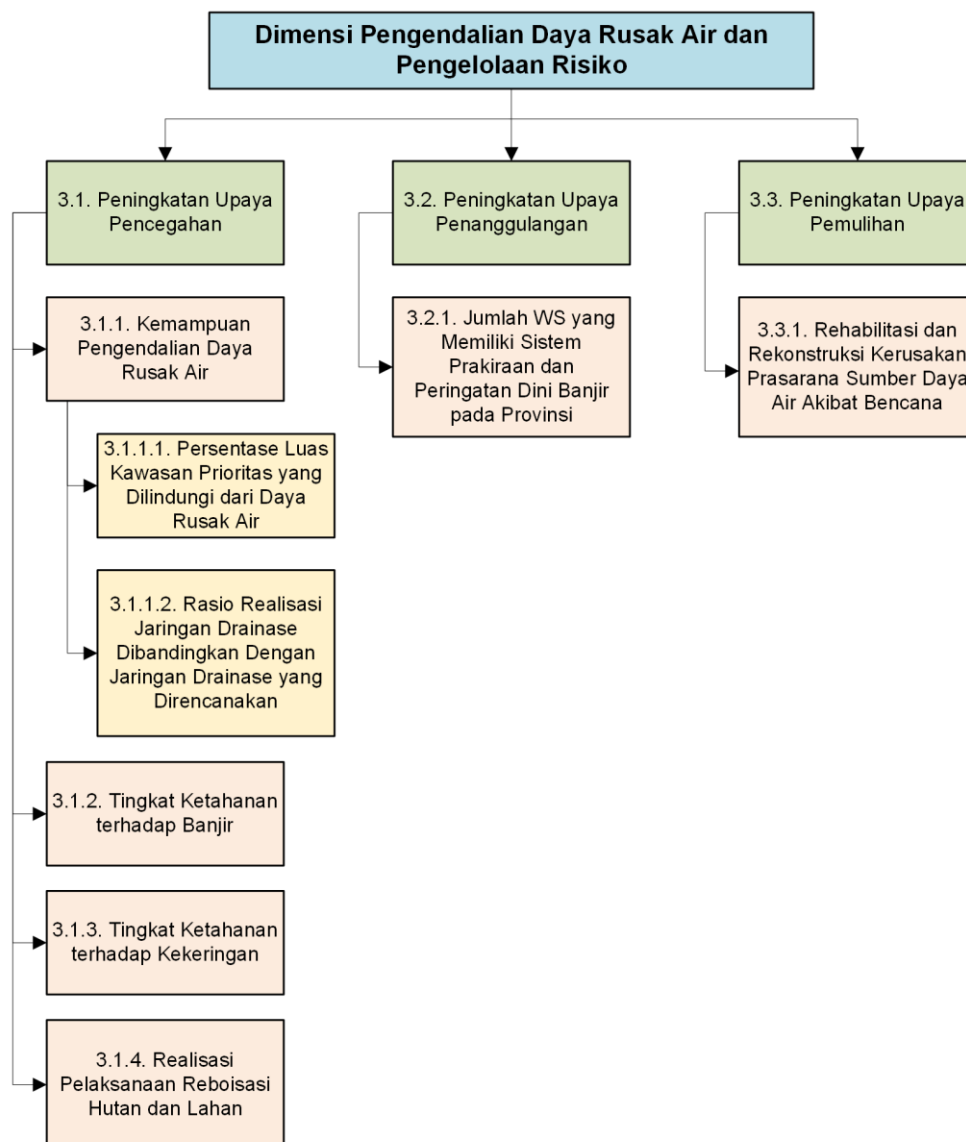 Dimensi Pengendalian Daya Rusak Air dan
Pengelolaan Risiko
3.1. Peningkatan Upaya
Pencegahan
3.2. Peningkatan Upaya
Penanggulangan
3.3. Peningkatan Upaya
Pemulihan
3.1.1. Kemampuan
Pengendalian Daya
Rusak Air
3.2.1. Jumlah WS yang
Memiliki Sistem
Prakiraan dan
Peringatan Dini Banjir
pada Provinsi
3.3.1. Rehabilitasi dan
Rekonstruksi Kerusakan
Prasarana Sumber Daya
Air Akibat Bencana
3.1.1.1. Persentase Luas
Kawasan Prioritas yang
Dilindungi dari Daya
Rusak Air
3.1.1.2. Rasio Realisasi
Jaringan Drainase
Dibandingkan Dengan
Jaringan Drainase yang
Direncanakan
3.1.2. Tingkat Ketahanan
terhadap Banjir
3.1.3. Tingkat Ketahanan
terhadap Kekeringan
3.1.4. Realisasi
Pelaksanaan Reboisasi
Hutan dan Lahan